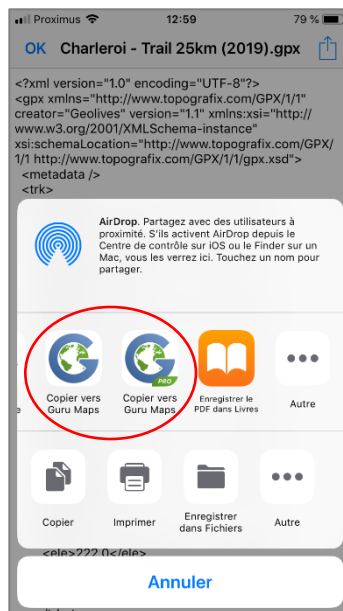 Proximus 12:59 79 %
OK Charleroi - Trail 25km (2019).gpx
<?xml version="1.0" encoding="UTF-8"?>
<gpx xmlns="http://www.topografix.com/GPX/1/1"
creator="Geolives" version="1.1" xmlns:xsi="http://
www.w3.org/2001/XMLSchema-instance"
xsi:schemaLocation="http://www.topografix.com/GPX/
1/1 http://www.topografix.com/GPX/1/1/gpx.xsd">
<metadata />
<trk>
AirDrop. Partagez avec des utilisateurs à
proximité. S'ils activent AirDrop depuis le
Centre de contrôle sur iOS ou le Finder sur un
Mac, vous les verrez ici. Touchez un nom pour
partager.
PRO
Copier vers
Guru Maps
Copier vers
Guru Maps
Enregistrer le
PDF dans Livres
Autre
Copier
Imprimer
Enregistrer
dans Fichiers
Autre
<ele>222.0</ele>
Annuler